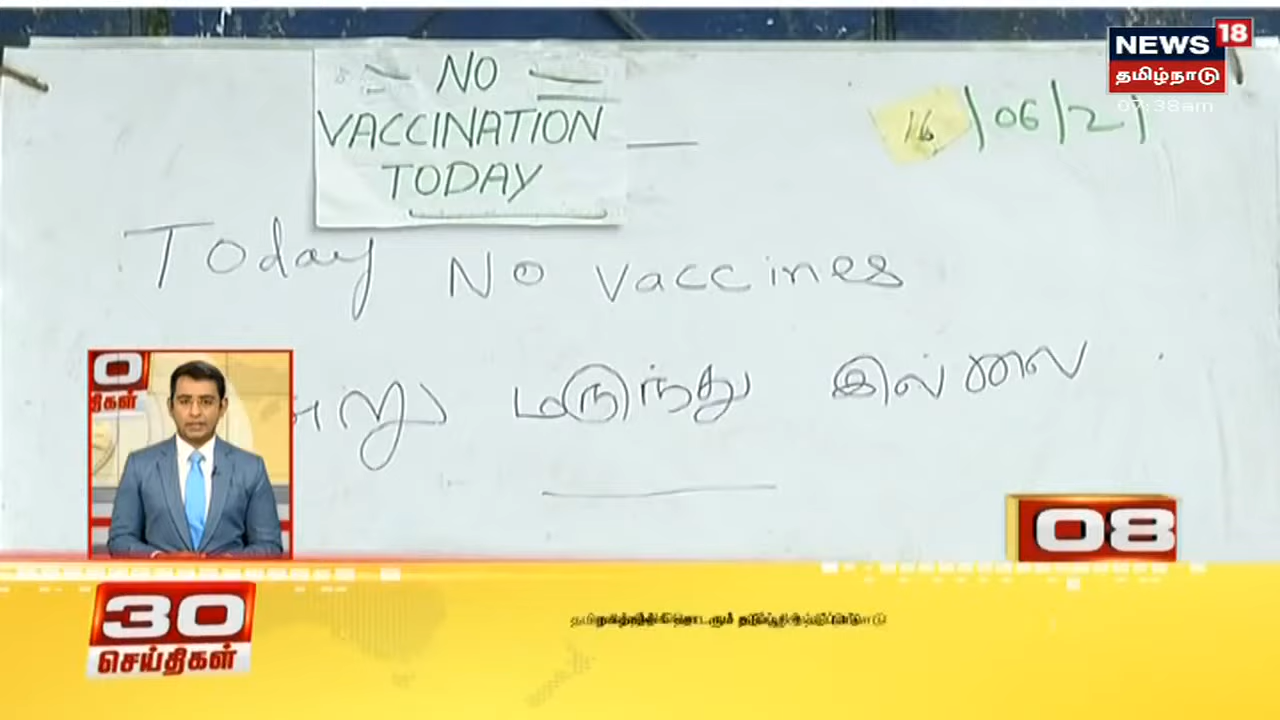 NEWS 18
தமிழ்நாடு
07:38am
NO
VACCINATION
TODAY
16/06/21
Today No vaccines
மருந்து இல்லை
0
08
30
செய்திகள்